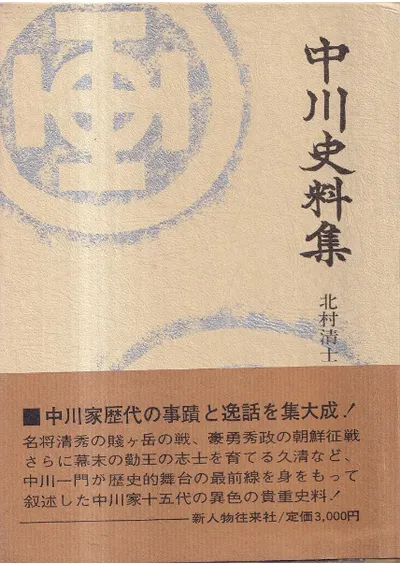 中川史料集
北村清士
■中川家歴代の事蹟と逸話を集大成!
名将清秀の賤ヶ岳の戦、豪勇秀政の朝鮮征戦
さらに幕末の勤王の志士を育てる久清など、
中川一門が歴史的舞台の最前線を身をもって
叙述した中川家十五代の異色の貴重史料!
新人物往来社/定価3,000円